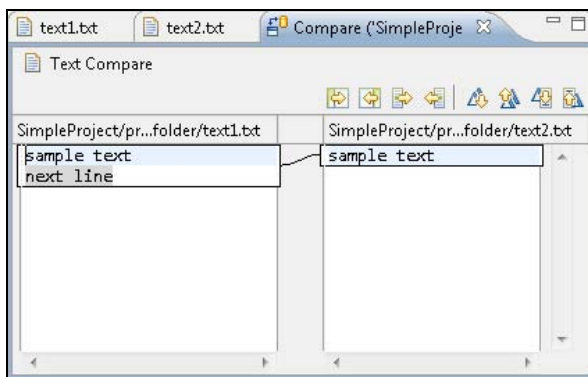 text1.txt
text2.txt
Compare ('SimpleProje
Text Compare
SimpleProject/pr...folder/text1.txt
SimpleProject/pr...folder/text2.txt
sample text
next line
sample text